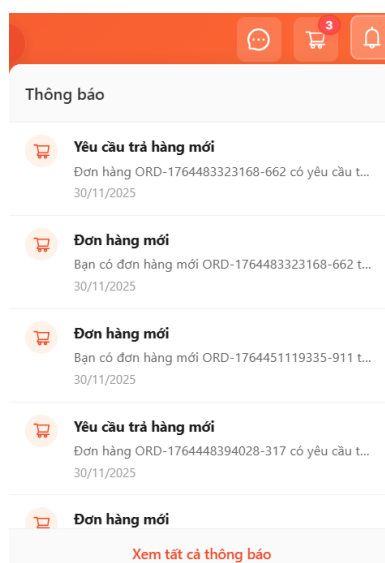 3
Thông báo
Yêu cầu trả hàng mới
Đơn hàng ORD-1764483323168-662 có yêu cầu t...
30/11/2025
Đơn hàng mới
Bạn có đơn hàng mới ORD-1764483323168-662 t...
30/11/2025
Đơn hàng mới
Bạn có đơn hàng mới ORD-1764451119335-911 t...
30/11/2025
Yêu cầu trả hàng mới
Đơn hàng ORD-1764448394028-317 có yêu cầu t...
30/11/2025
Đơn hàng mới
Xem tất cả thông báo